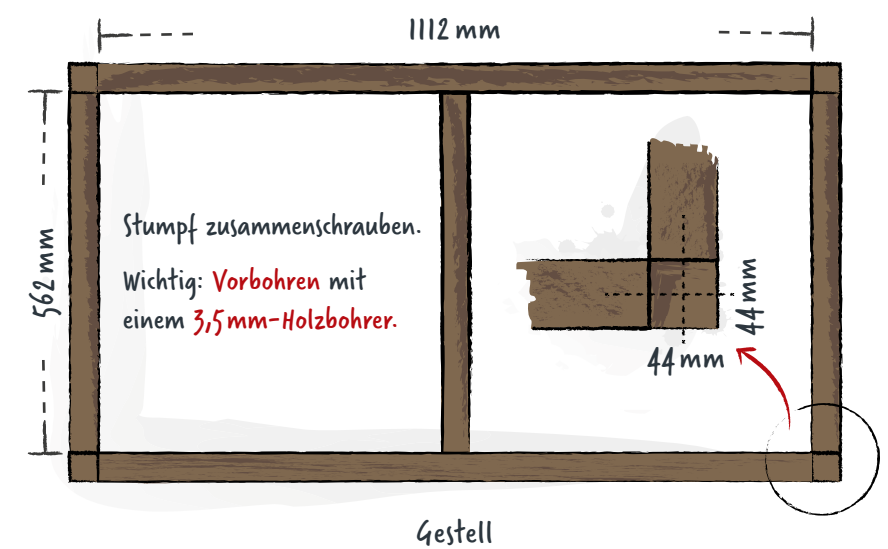 1112 mm
562 mm
Stumpf zusammenschrauben.
Wichtig: Vorbohren mit
einem 3,5 mm-Holzbohrer.
44 mm
44 mm
Gestell